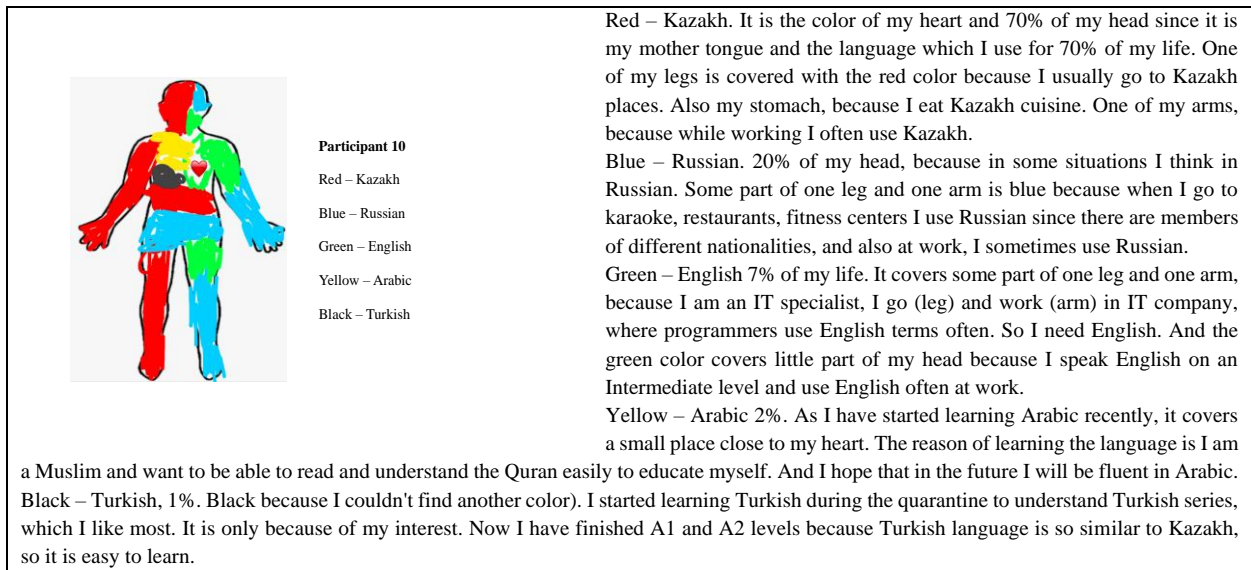 Participant 10
Red – Kazakh
Blue – Russian
Green – English
Yellow – Arabic
Black – Turkish
Red – Kazakh. It is the color of my heart and 70% of my head since it is
my mother tongue and the language which I use for 70% of my life. One
of my legs is covered with the red color because I usually go to Kazakh
places. Also my stomach, because I eat Kazakh cuisine. One of my arms,
because while working I often use Kazakh.
Blue – Russian. 20% of my head, because in some situations I think in
Russian. Some part of one leg and one arm is blue because when I go to
karaoke, restaurants, fitness centers I use Russian since there are members
of different nationalities, and also at work, I sometimes use Russian.
Green – English 7% of my life. It covers some part of one leg and one arm,
because I am an IT specialist, I go (leg) and work (arm) in IT company,
where programmers use English terms often. So I need English. And the
green color covers little part of my head because I speak English on an
Intermediate level and use English often at work.
Yellow – Arabic 2%. As I have started learning Arabic recently, it covers
a small place close to my heart. The reason of learning the language is I am
a Muslim and want to be able to read and understand the Quran easily to educate myself. And I hope that in the future I will be fluent in Arabic.
Black – Turkish, 1%. Black because I couldn't find another color). I started learning Turkish during the quarantine to understand Turkish series,
which I like most. It is only because of my interest. Now I have finished A1 and A2 levels because Turkish language is so similar to Kazakh,
so it is easy to learn.